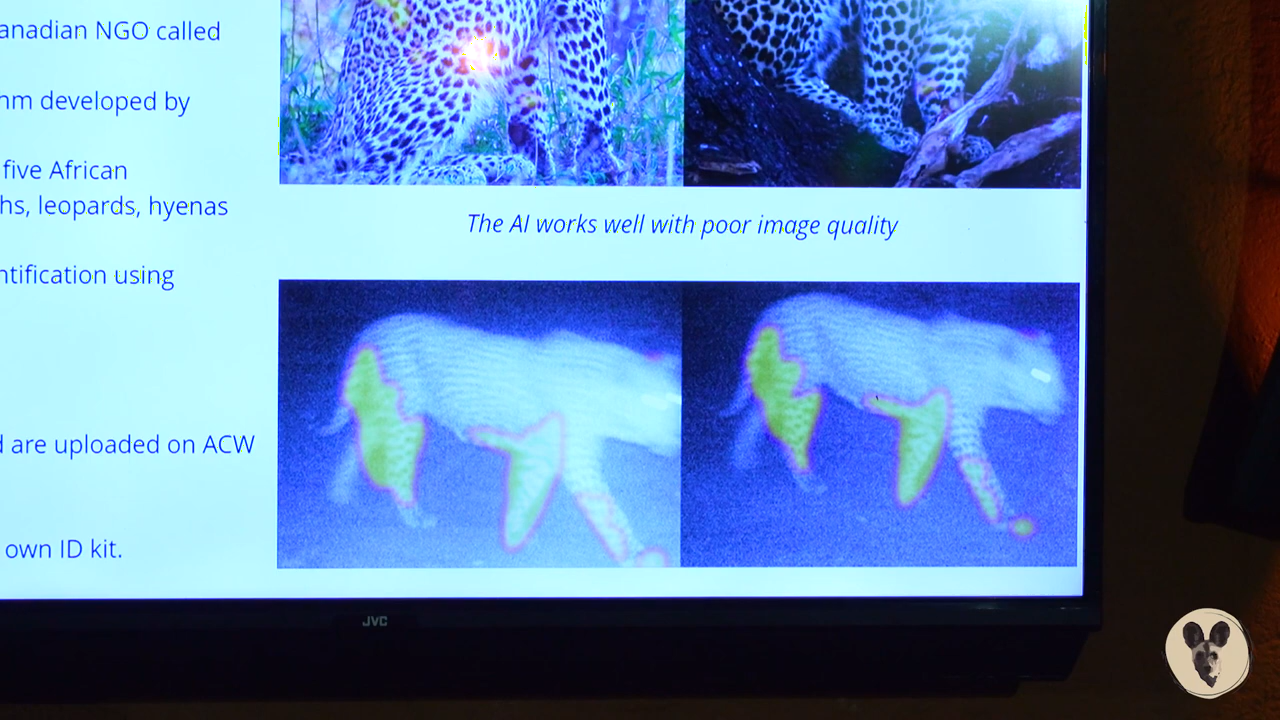 anadian NGO called
hm developed by
five African
hs, leopards, hyenas
ntification using
d are uploaded on ACW
own ID kit.
The AI works well with poor image quality
JVC